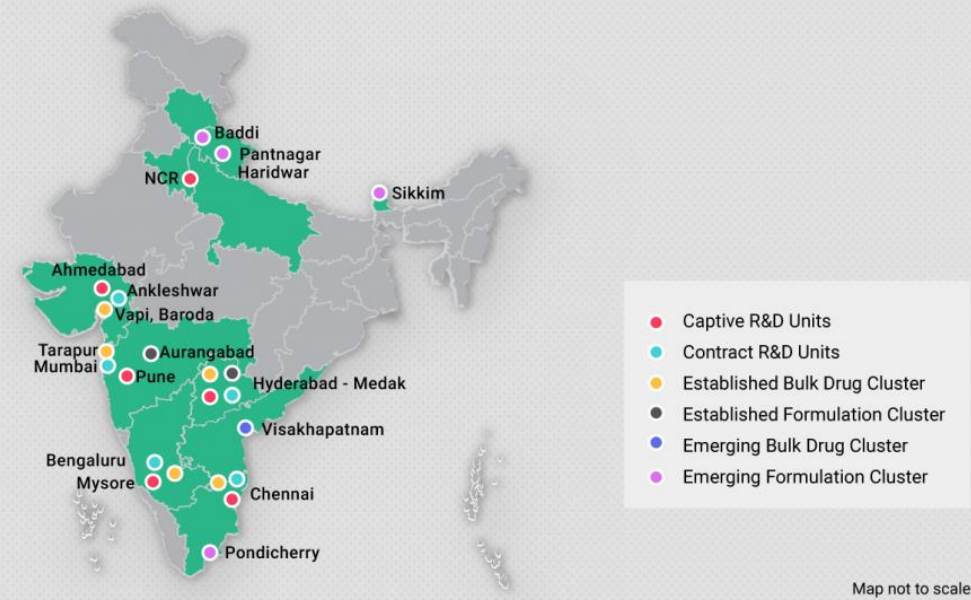 Baddi
Pantnagar
Haridwar
NCR
Sikkim
Ahmedabad
Ankleshwar
Vapi, Baroda
Tarapur
Mumbai
Aurangabad
Pune
Hyderabad - Medak
Visakhapatnam
Bengaluru
Mysore
Chennai
Pondicherry
Captive R&D Units
Contract R&D Units
Established Bulk Drug Cluster
Established Formulation Cluster
Emerging Bulk Drug Cluster
Emerging Formulation Cluster
Map not to scale